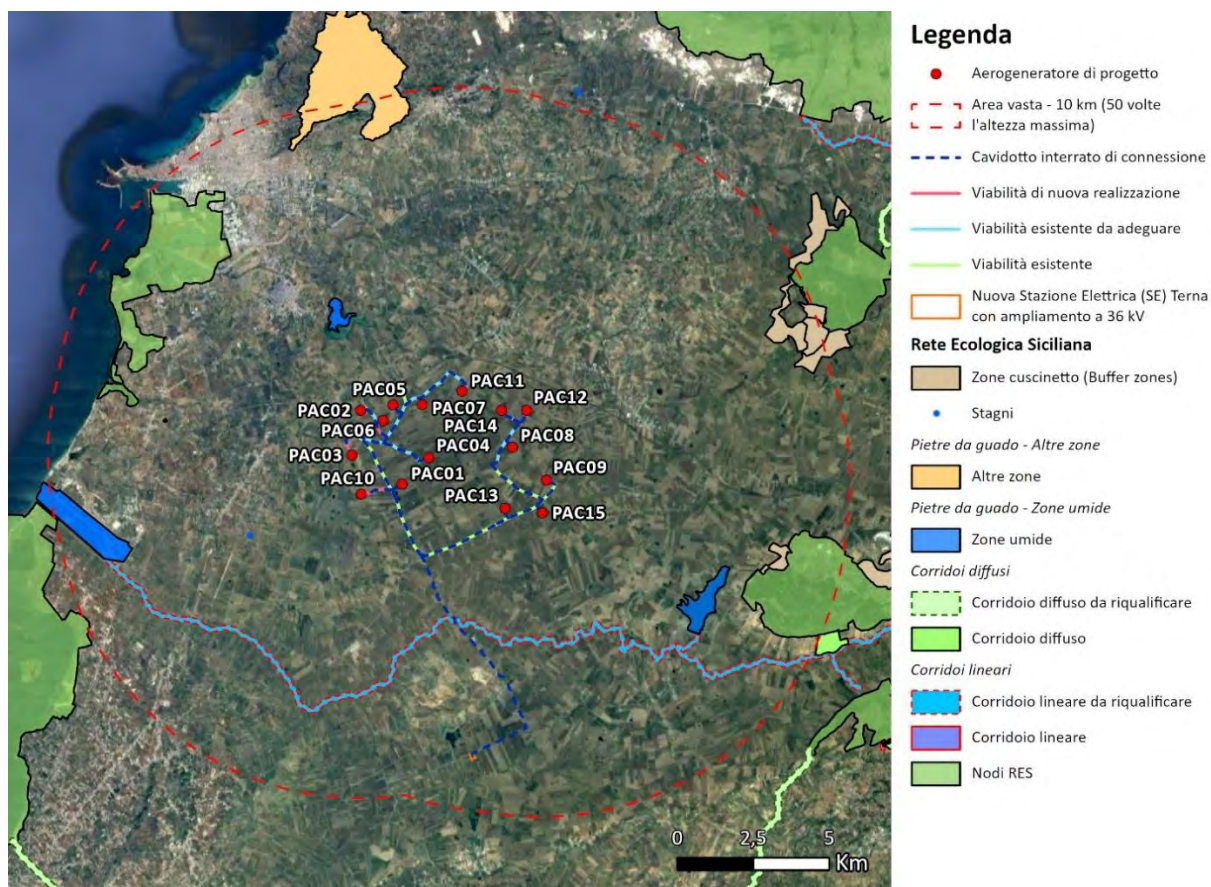 PAC11
PAC05
PAC02
PAC07
PAC12
PAC06
PAC14
PAC04
PAC08
PAC03
PAC10
PAC01
PAC09
PAC13
PAC15
0 2,5 5
Km
Legenda
Aerogeneratore di progetto
Area vasta - 10 km (50 volte
l'altezza massima)
Cavidotto interrato di connessione
Viabilità di nuova realizzazione
Viabilità esistente da adeguare
Viabilità esistente
Nuova Stazione Elettrica (SE) Terna
con ampliamento a 36 kV
Rete Ecologica Siciliana
Zone cuscinetto (Buffer zones)
Stagni
Pietre da guado - Altre zone
Altre zone
Pietre da guado - Zone umide
Zone umide
Corridoi diffusi
Corridoio diffuso da riqualificare
Corridoio diffuso
Corridoi lineari
Corridoio lineare da riqualificare
Corridoio lineare
Nodi RES